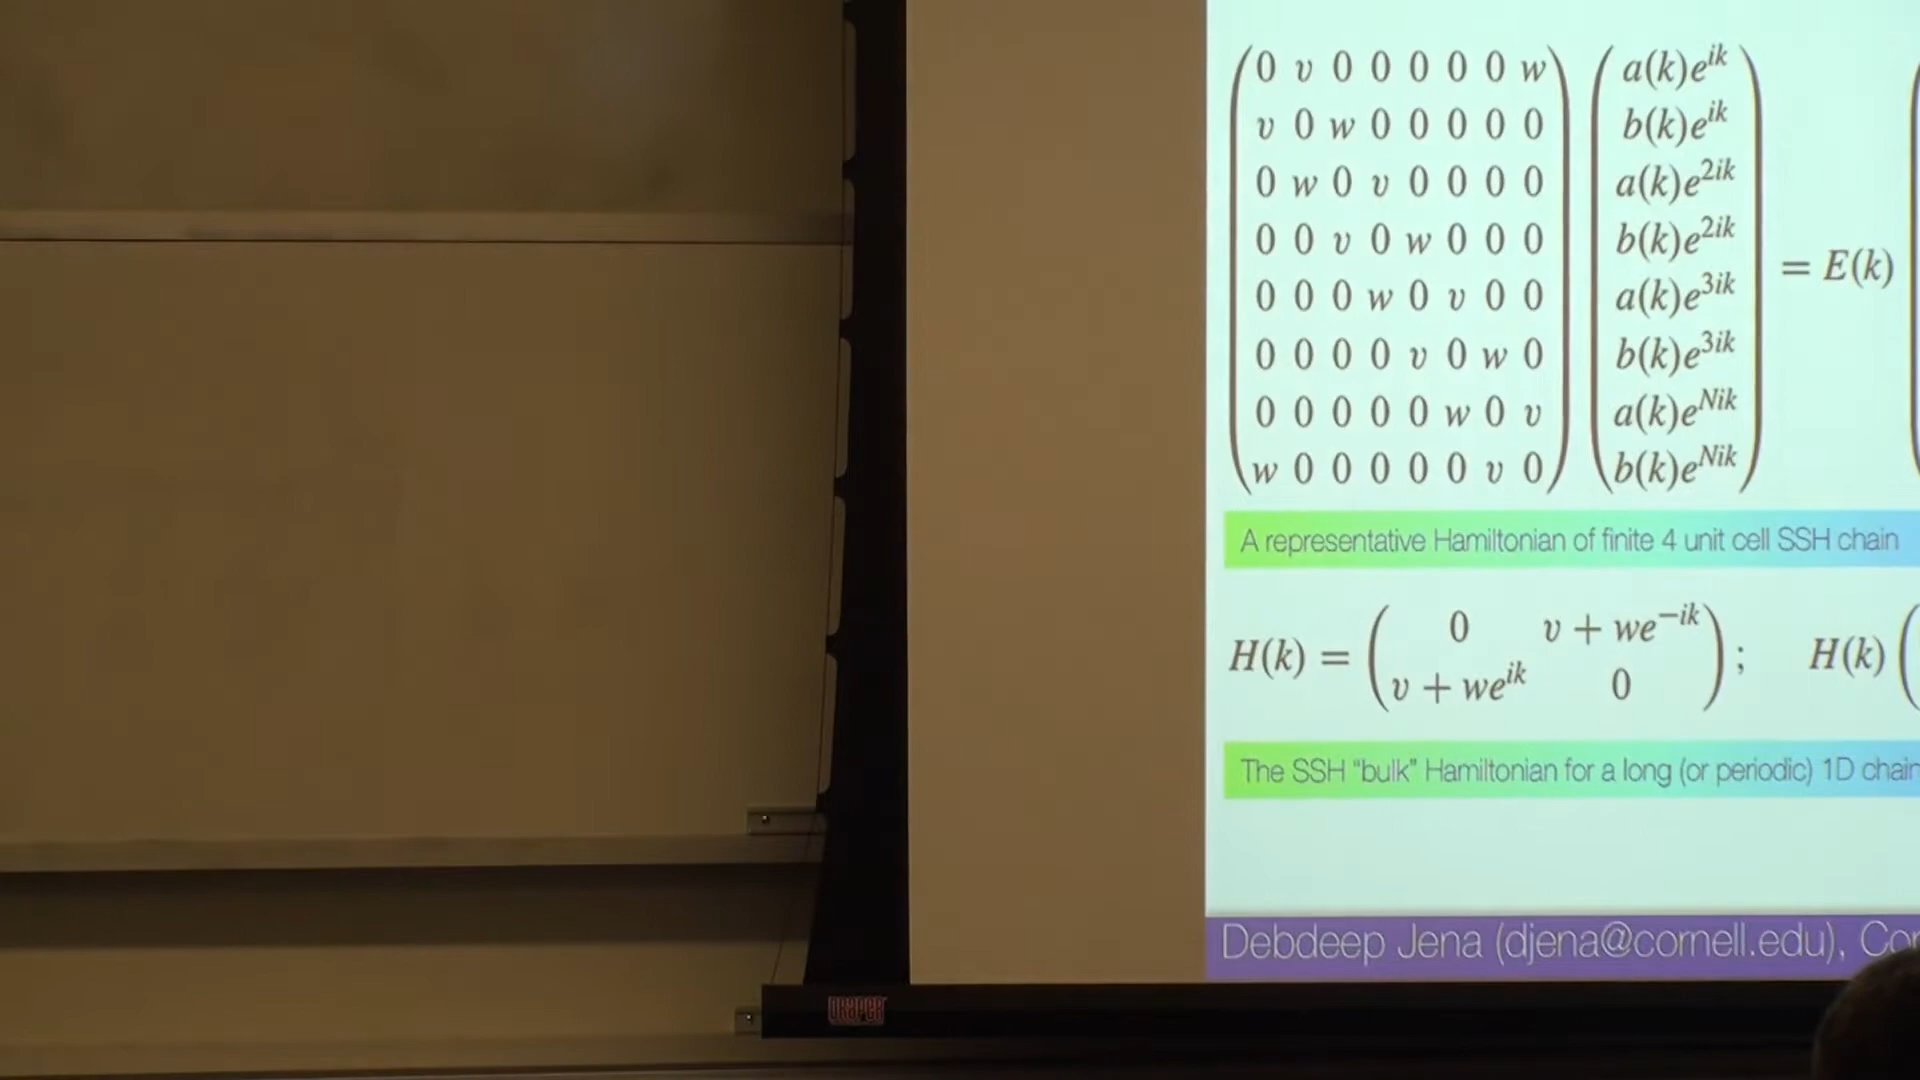 0 v 0 0 0 0 0 w a(k)e^{ik}
v 0 w 0 0 0 0 0 b(k)e^{ik}
0 w 0 v 0 0 0 0 a(k)e^{2ik}
0 0 v 0 w 0 0 0 b(k)e^{2ik}
= E(k)
0 0 0 w 0 v 0 0 a(k)e^{3ik}
0 0 0 0 v 0 w 0 b(k)e^{3ik}
0 0 0 0 0 w 0 v a(k)e^{Nik}
w 0 0 0 0 0 v 0 b(k)e^{Nik}
A representative Hamiltonian of finite 4 unit cell SSH chain
H(k) = ( 0 v + we^{-ik} ; v + we^{ik} 0 ) ; H(k) (
The SSH "bulk" Hamiltonian for a long (or periodic) 1D chain
Debdeep Jena (djena@cornell.edu), Cor
DRAPER